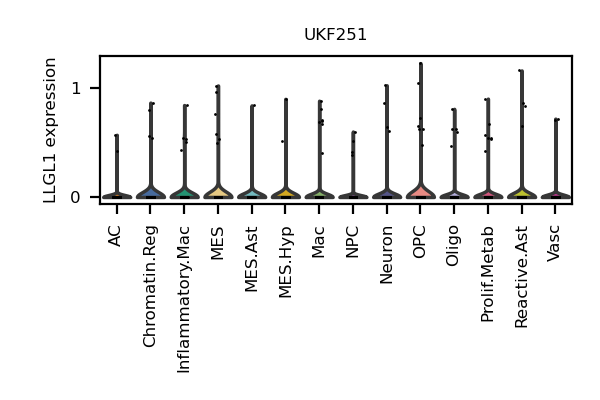 UKF251
LLGL1 expression
1
0
AC
Chromatin.Reg
Inflammatory.Mac
MES
MES.Ast
MES.Hyp
Mac
NPC
Neuron
OPC
Oligo
Prolif.Metab
Reactive.Ast
Vasc